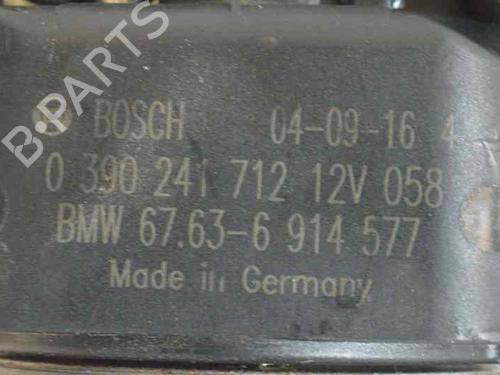 BOSCH 04-09-16 4
0 390 241 712 12V 058
BMW 67.63-6 914 577
Made in Germany